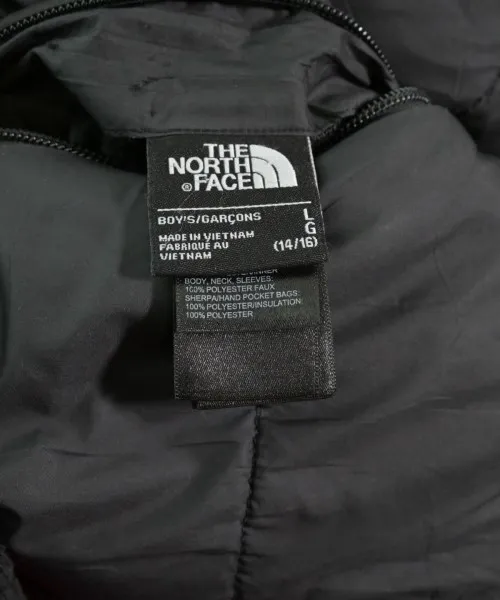 THE
NORTH
FACE®
BOY'S/GARÇONS L
G
MADE IN VIETNAM (14/16)
FABRIQUÉ AU
VIETNAM
BODY, NECK, SLEEVES:
100% POLYESTER FAUX
SHERPA/HAND POCKET BAGS
100% POLYESTER/INSULATION:
100% POLYESTER